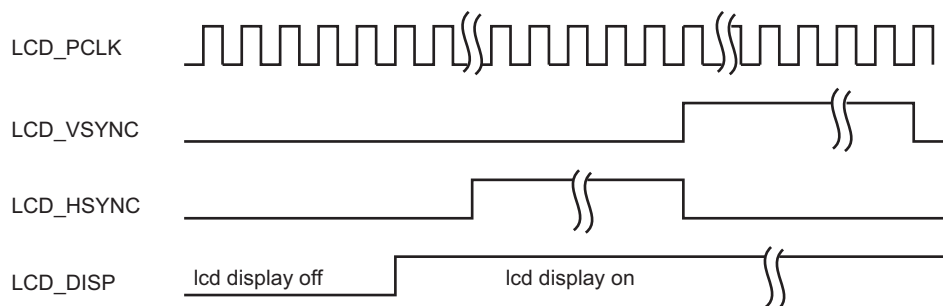 LCD_PCLK
LCD_VSYNC
LCD_HSYNC
LCD_DISP
lcd display off
lcd display on